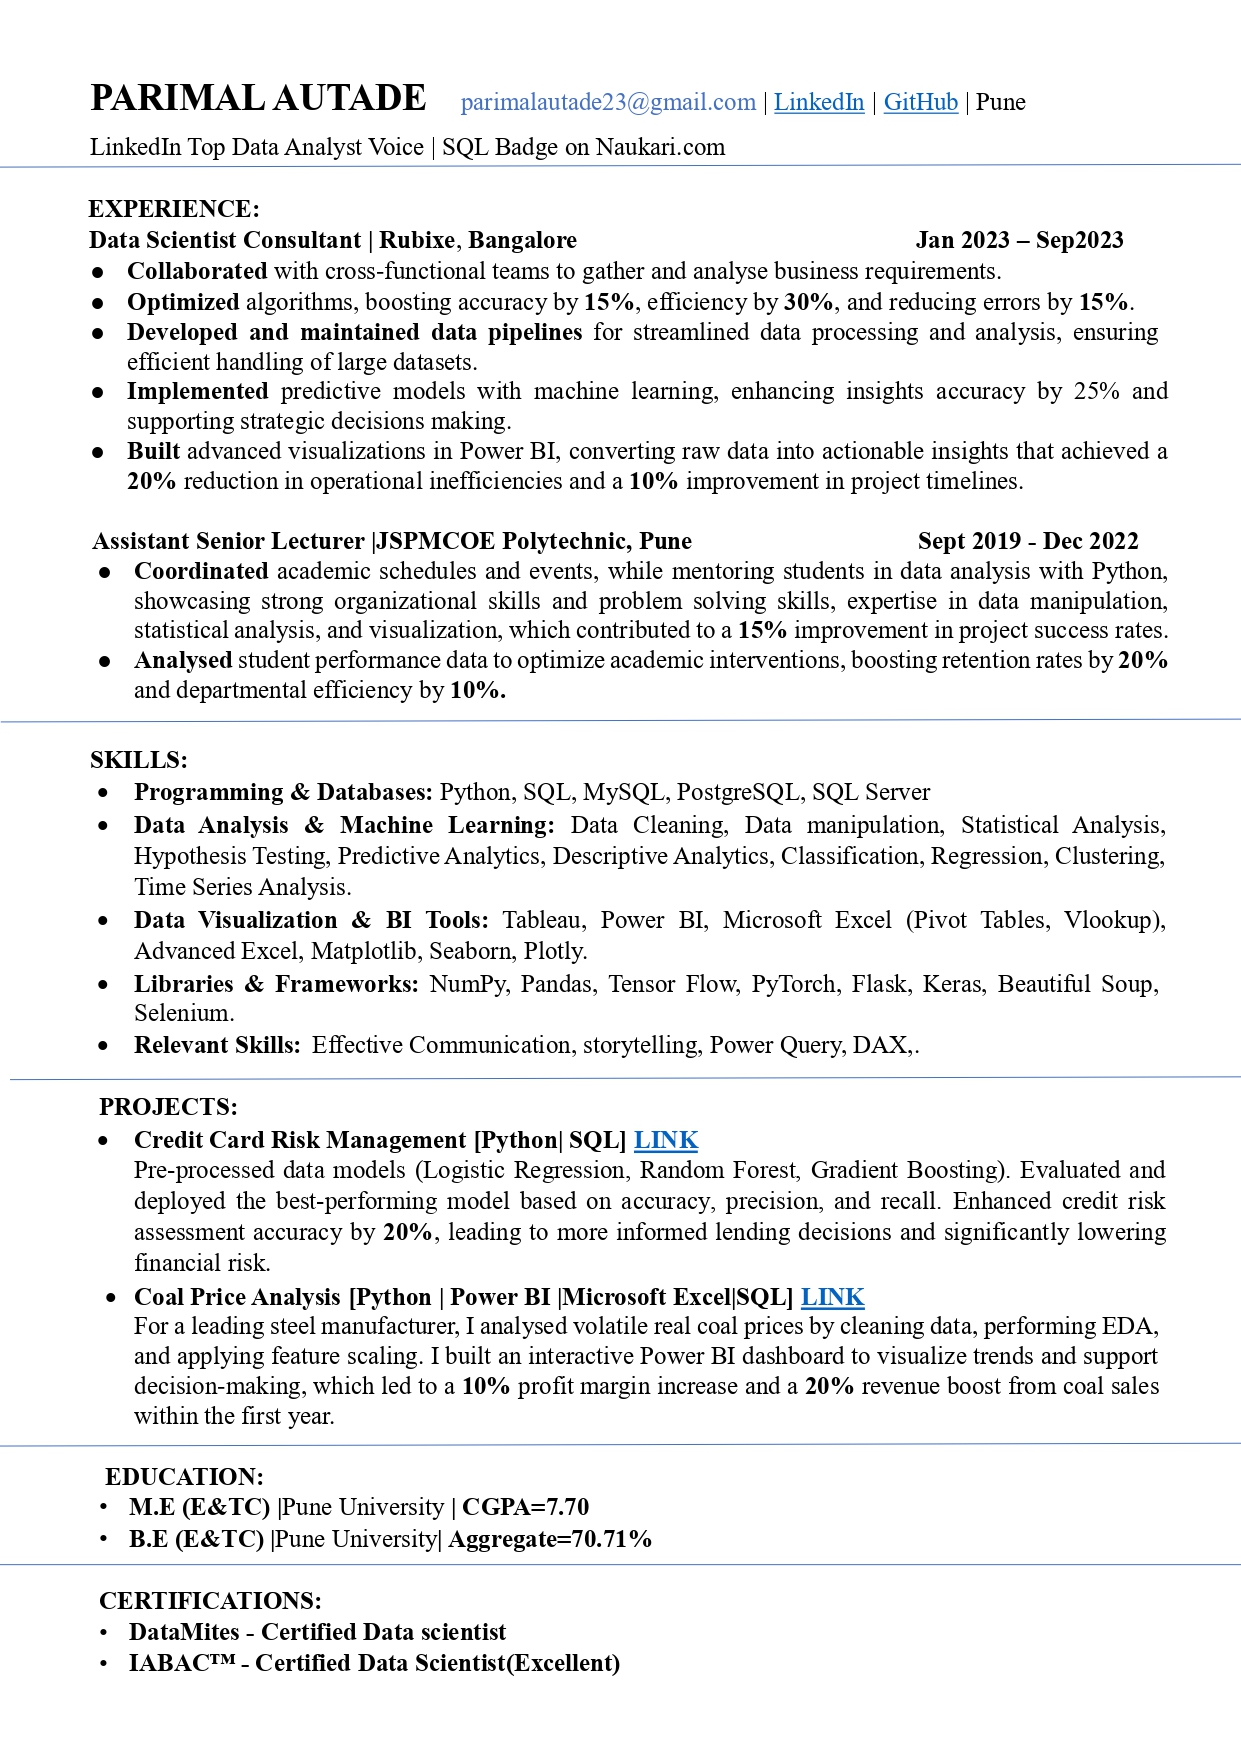 PARIMAL AUTADE parimalautade23@gmail.com | LinkedIn | GitHub | Pune
LinkedIn Top Data Analyst Voice | SQL Badge on Naukari.com
EXPERIENCE:
Data Scientist Consultant | Rubixe, Bangalore Jan 2023 – Sep2023
● Collaborated with cross-functional teams to gather and analyse business requirements.
● Optimized algorithms, boosting accuracy by 15%, efficiency by 30%, and reducing errors by 15%.
● Developed and maintained data pipelines for streamlined data processing and analysis, ensuring
efficient handling of large datasets.
● Implemented predictive models with machine learning, enhancing insights accuracy by 25% and
supporting strategic decisions making.
● Built advanced visualizations in Power BI, converting raw data into actionable insights that achieved a
20% reduction in operational inefficiencies and a 10% improvement in project timelines.
Assistant Senior Lecturer |JSPMCOE Polytechnic, Pune Sept 2019 - Dec 2022
● Coordinated academic schedules and events, while mentoring students in data analysis with Python,
showcasing strong organizational skills and problem solving skills, expertise in data manipulation,
statistical analysis, and visualization, which contributed to a 15% improvement in project success rates.
● Analysed student performance data to optimize academic interventions, boosting retention rates by 20%
and departmental efficiency by 10%.
SKILLS:
• Programming & Databases: Python, SQL, MySQL, PostgreSQL, SQL Server
• Data Analysis & Machine Learning: Data Cleaning, Data manipulation, Statistical Analysis,
Hypothesis Testing, Predictive Analytics, Descriptive Analytics, Classification, Regression, Clustering,
Time Series Analysis.
• Data Visualization & BI Tools: Tableau, Power BI, Microsoft Excel (Pivot Tables, Vlookup),
Advanced Excel, Matplotlib, Seaborn, Plotly.
• Libraries & Frameworks: NumPy, Pandas, Tensor Flow, PyTorch, Flask, Keras, Beautiful Soup,
Selenium.
• Relevant Skills: Effective Communication, storytelling, Power Query, DAX,.
PROJECTS:
• Credit Card Risk Management [Python| SQL] LINK
Pre-processed data models (Logistic Regression, Random Forest, Gradient Boosting). Evaluated and
deployed the best-performing model based on accuracy, precision, and recall. Enhanced credit risk
assessment accuracy by 20%, leading to more informed lending decisions and significantly lowering
financial risk.
• Coal Price Analysis [Python | Power BI |Microsoft Excel|SQL] LINK
For a leading steel manufacturer, I analysed volatile real coal prices by cleaning data, performing EDA,
and applying feature scaling. I built an interactive Power BI dashboard to visualize trends and support
decision-making, which led to a 10% profit margin increase and a 20% revenue boost from coal sales
within the first year.
EDUCATION:
• M.E (E&TC) |Pune University | CGPA=7.70
• B.E (E&TC) |Pune University| Aggregate=70.71%
CERTIFICATIONS:
• DataMites - Certified Data scientist
• IABAC™ - Certified Data Scientist(Excellent)